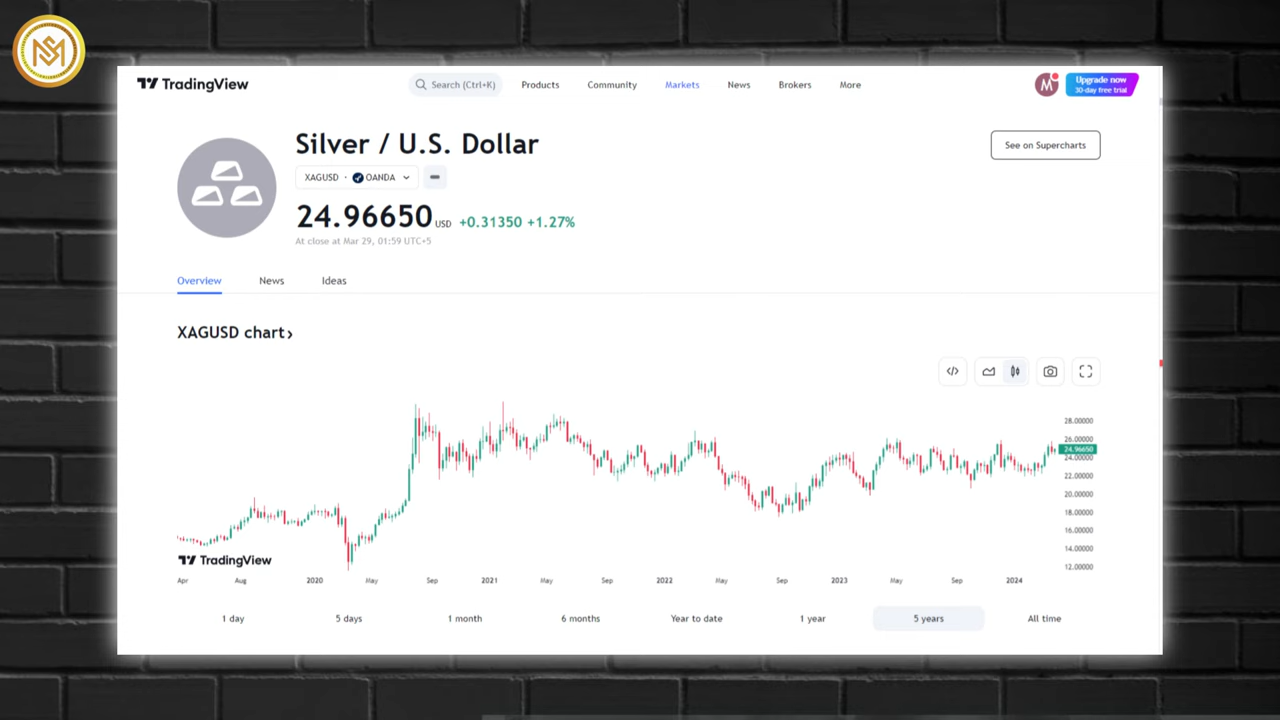 SM
TradingView
Search (Ctrl+K)
Products
Community
Markets
News
Brokers
More
M
Upgrade now
30-day free trial
Silver / U.S. Dollar
See on Supercharts
XAGUSD · OANDA
24.96650 USD +0.31350 +1.27%
At close at Mar 29, 01:59 UTC+5
Overview
News
Ideas
XAGUSD chart ›
</>
28.00000
26.00000
24.96650
24.00000
22.00000
20.00000
18.00000
16.00000
14.00000
12.00000
TradingView
Apr Aug 2020 May Sep 2021 May Sep 2022 May Sep 2023 May Sep 2024
1 day
5 days
1 month
6 months
Year to date
1 year
5 years
All time